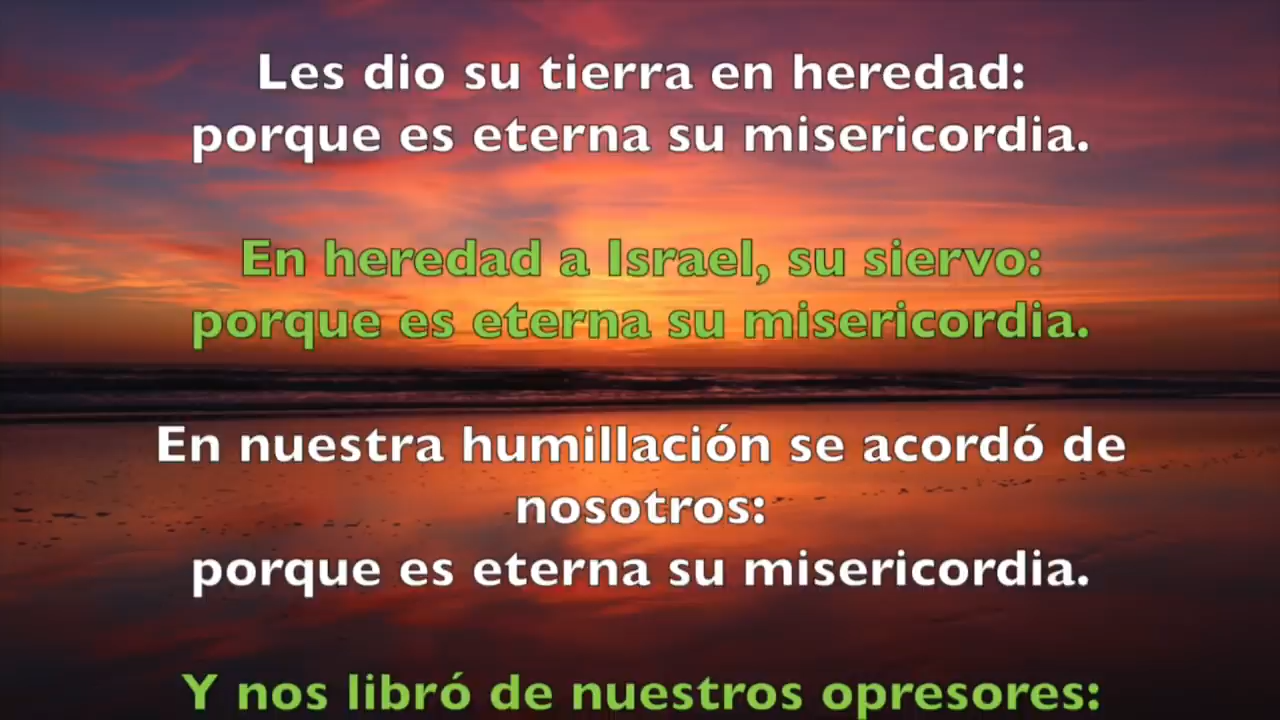 Les dio su tierra en heredad:
porque es eterna su misericordia.
En heredad a Israel, su siervo:
porque es eterna su misericordia.
En nuestra humillación se acordó de
nosotros:
porque es eterna su misericordia.
Y nos libró de nuestros opresores: